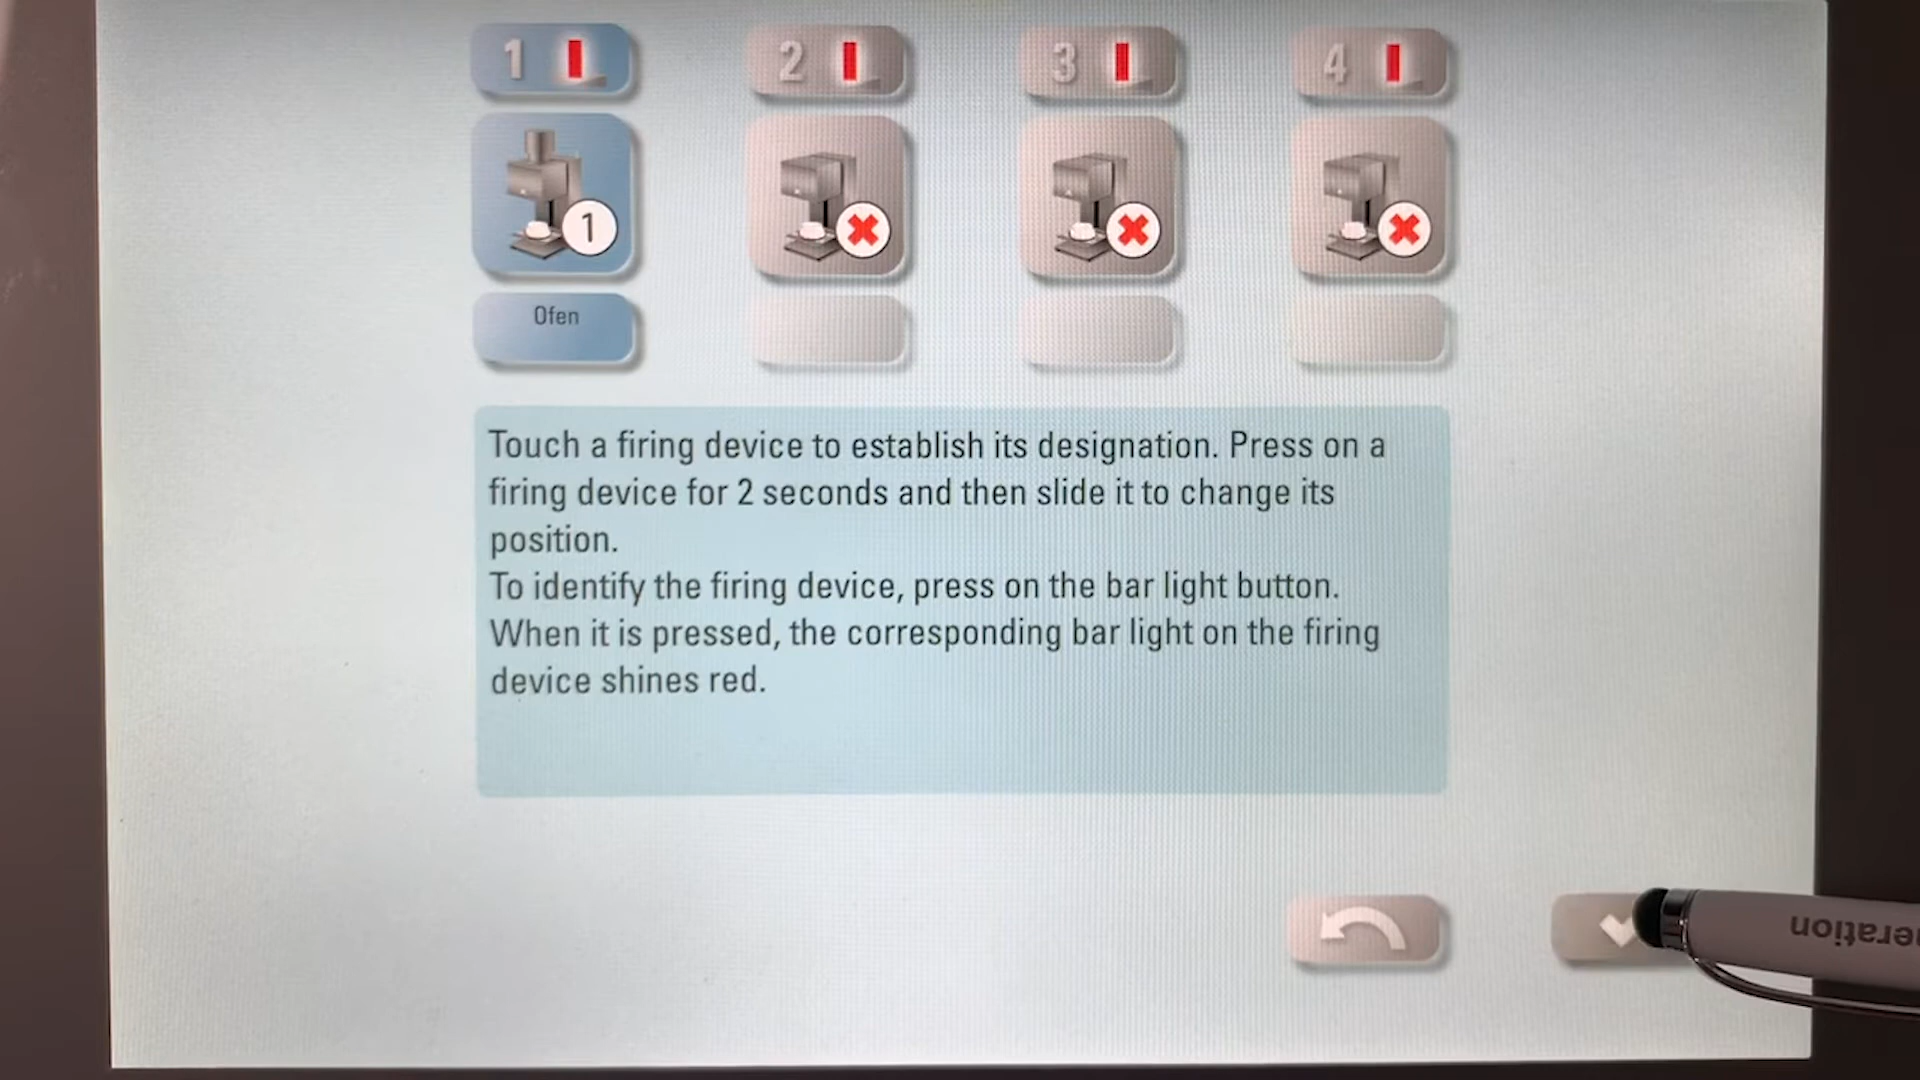 1 2 3 4
1
Ofen
Touch a firing device to establish its designation. Press on a
firing device for 2 seconds and then slide it to change its
position.
To identify the firing device, press on the bar light button.
When it is pressed, the corresponding bar light on the firing
device shines red.